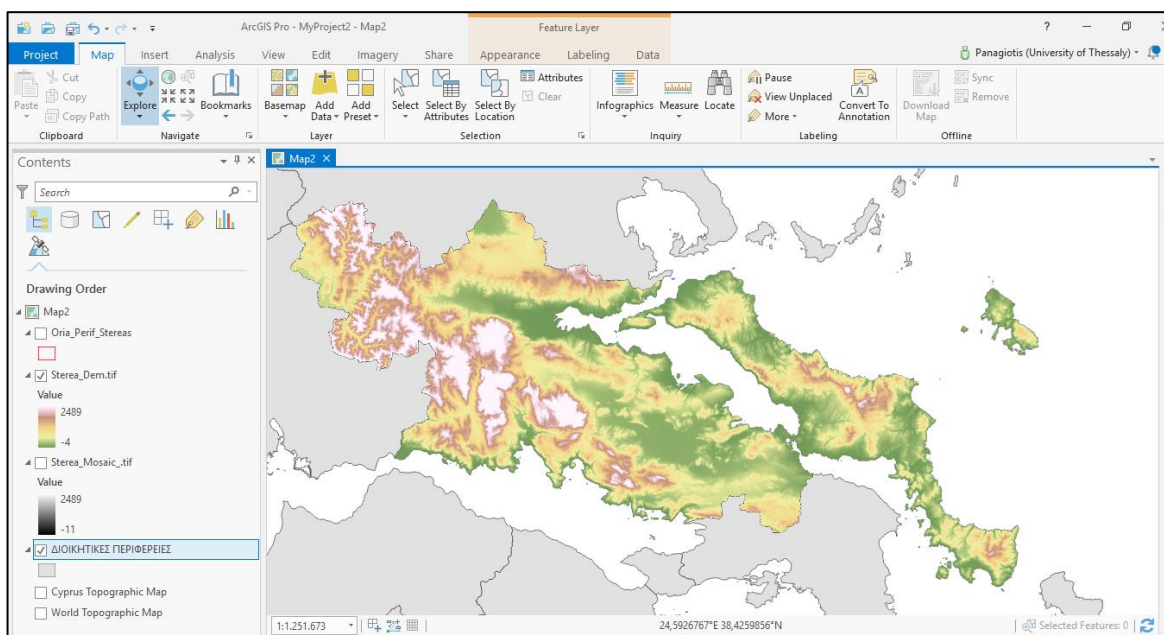 ArcGIS Pro - MyProject2 - Map2
Feature Layer
?
Project Map Insert Analysis View Edit Imagery Share Appearance Labeling Data
Panagiotis (University of Thessaly)
Paste
Cut
Copy
Copy Path
Clipboard
Explore
Bookmarks
Navigate
Basemap
Add Data
Add Preset
Layer
Select
Select By Attributes
Select By Location
Attributes
Clear
Selection
Infographics
Measure
Locate
Inquiry
Pause
View Unplaced
More
Convert To Annotation
Labeling
Download Map
Sync
Remove
Offline
Contents
Search
Drawing Order
Map2
Oria_Perif_Stereas
Sterea_Dem.tif
Value
2489
-4
Sterea_Mosaic_.tif
Value
2489
-11
ΔΙΟΙΚΗΤΙΚΕΣ ΠΕΡΙΦΕΡΕΙΕΣ
Cyprus Topographic Map
World Topographic Map
Map2
1:1.251.673
24,5926767°E 38,4259856°N
Selected Features: 0